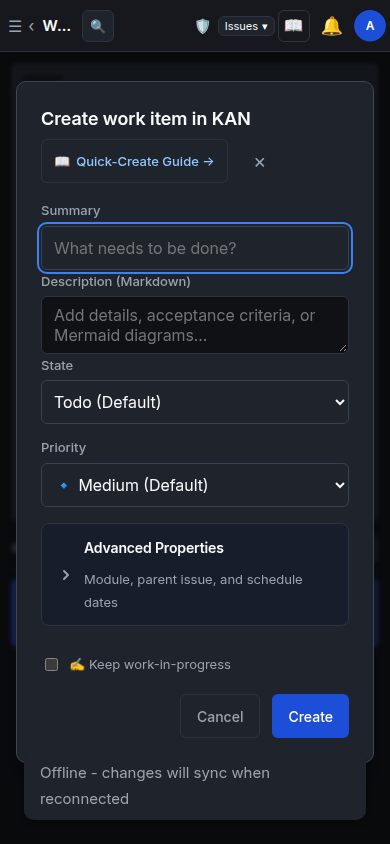 ☰ ‹ W... 🔍 🛡️ Issues ▾ 📖 🔔 A
Create work item in KAN
📖 Quick-Create Guide →
✕
Summary
What needs to be done?
Description (Markdown)
Add details, acceptance criteria, or
Mermaid diagrams...
State
Todo (Default)
Priority
🔹 Medium (Default)
Advanced Properties
Module, parent issue, and schedule
dates
✍️ Keep work-in-progress
Cancel
Create
Offline - changes will sync when
reconnected